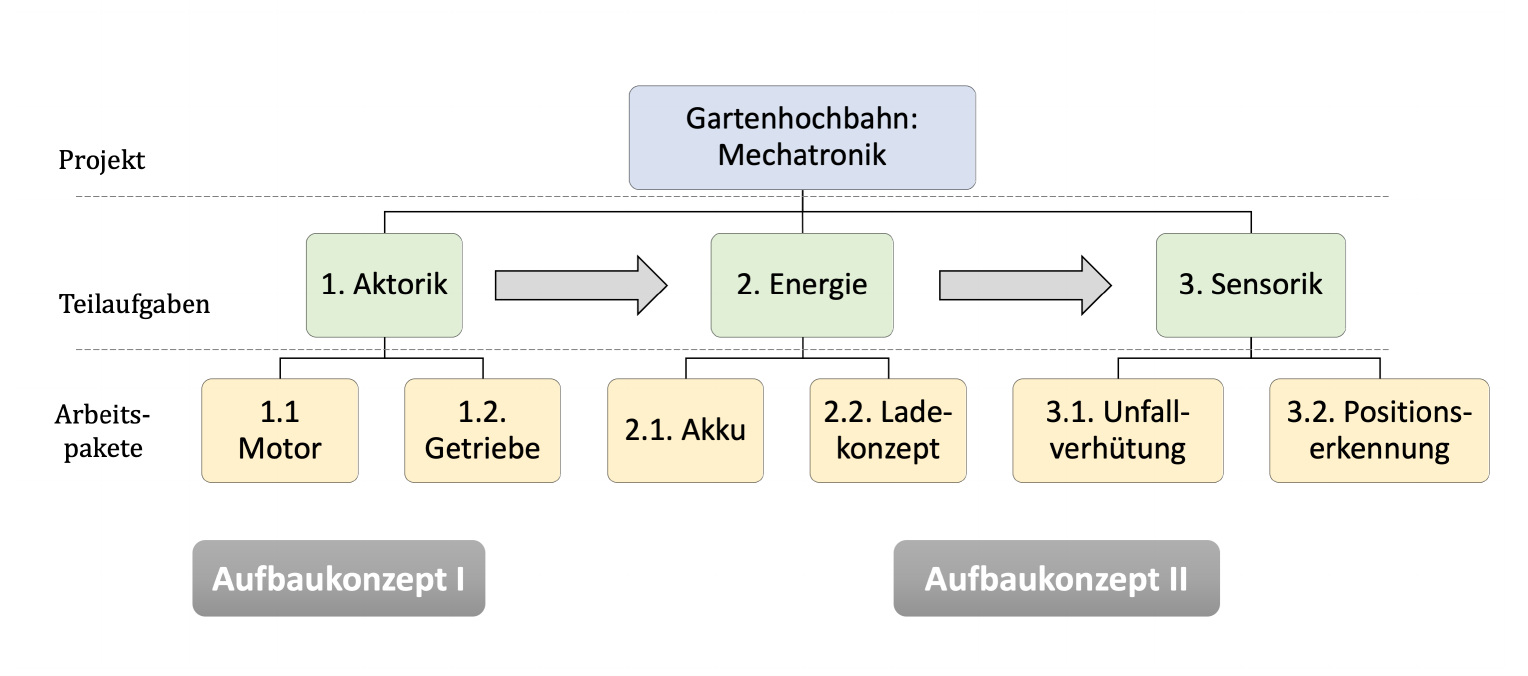 Gartenhochbahn:
Mechatronik
Projekt
1. Aktorik
2. Energie
3. Sensorik
Teilaufgaben
Arbeits-
pakete
1.1
Motor
1.2.
Getriebe
2.1. Akku
2.2. Lade-
konzept
3.1. Unfall-
verhütung
3.2. Positions-
erkennung
Aufbaukonzept I
Aufbaukonzept II